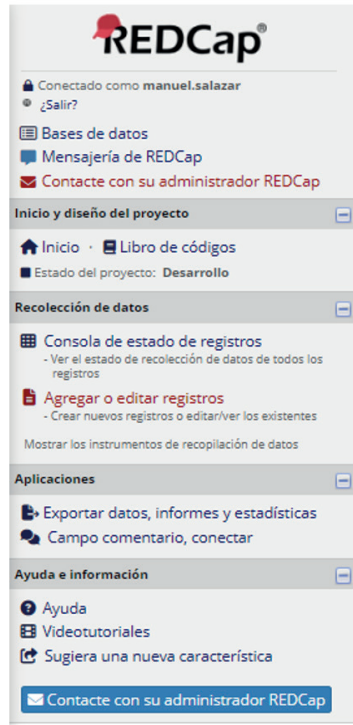 REDCap®
Conectado como manuel.salazar
¿Salir?
Bases de datos
Mensajería de REDCap
Contacte con su administrador REDCap
Inicio y diseño del proyecto
Inicio · Libro de códigos
Estado del proyecto: Desarrollo
Recolección de datos
Consola de estado de registros
- Ver el estado de recolección de datos de todos los
registros
Agregar o editar registros
- Crear nuevos registros o editar/ver los existentes
Mostrar los instrumentos de recopilación de datos
Aplicaciones
Exportar datos, informes y estadísticas
Campo comentario, conectar
Ayuda e información
Ayuda
Videotutoriales
Sugiera una nueva característica
Contacte con su administrador REDCap